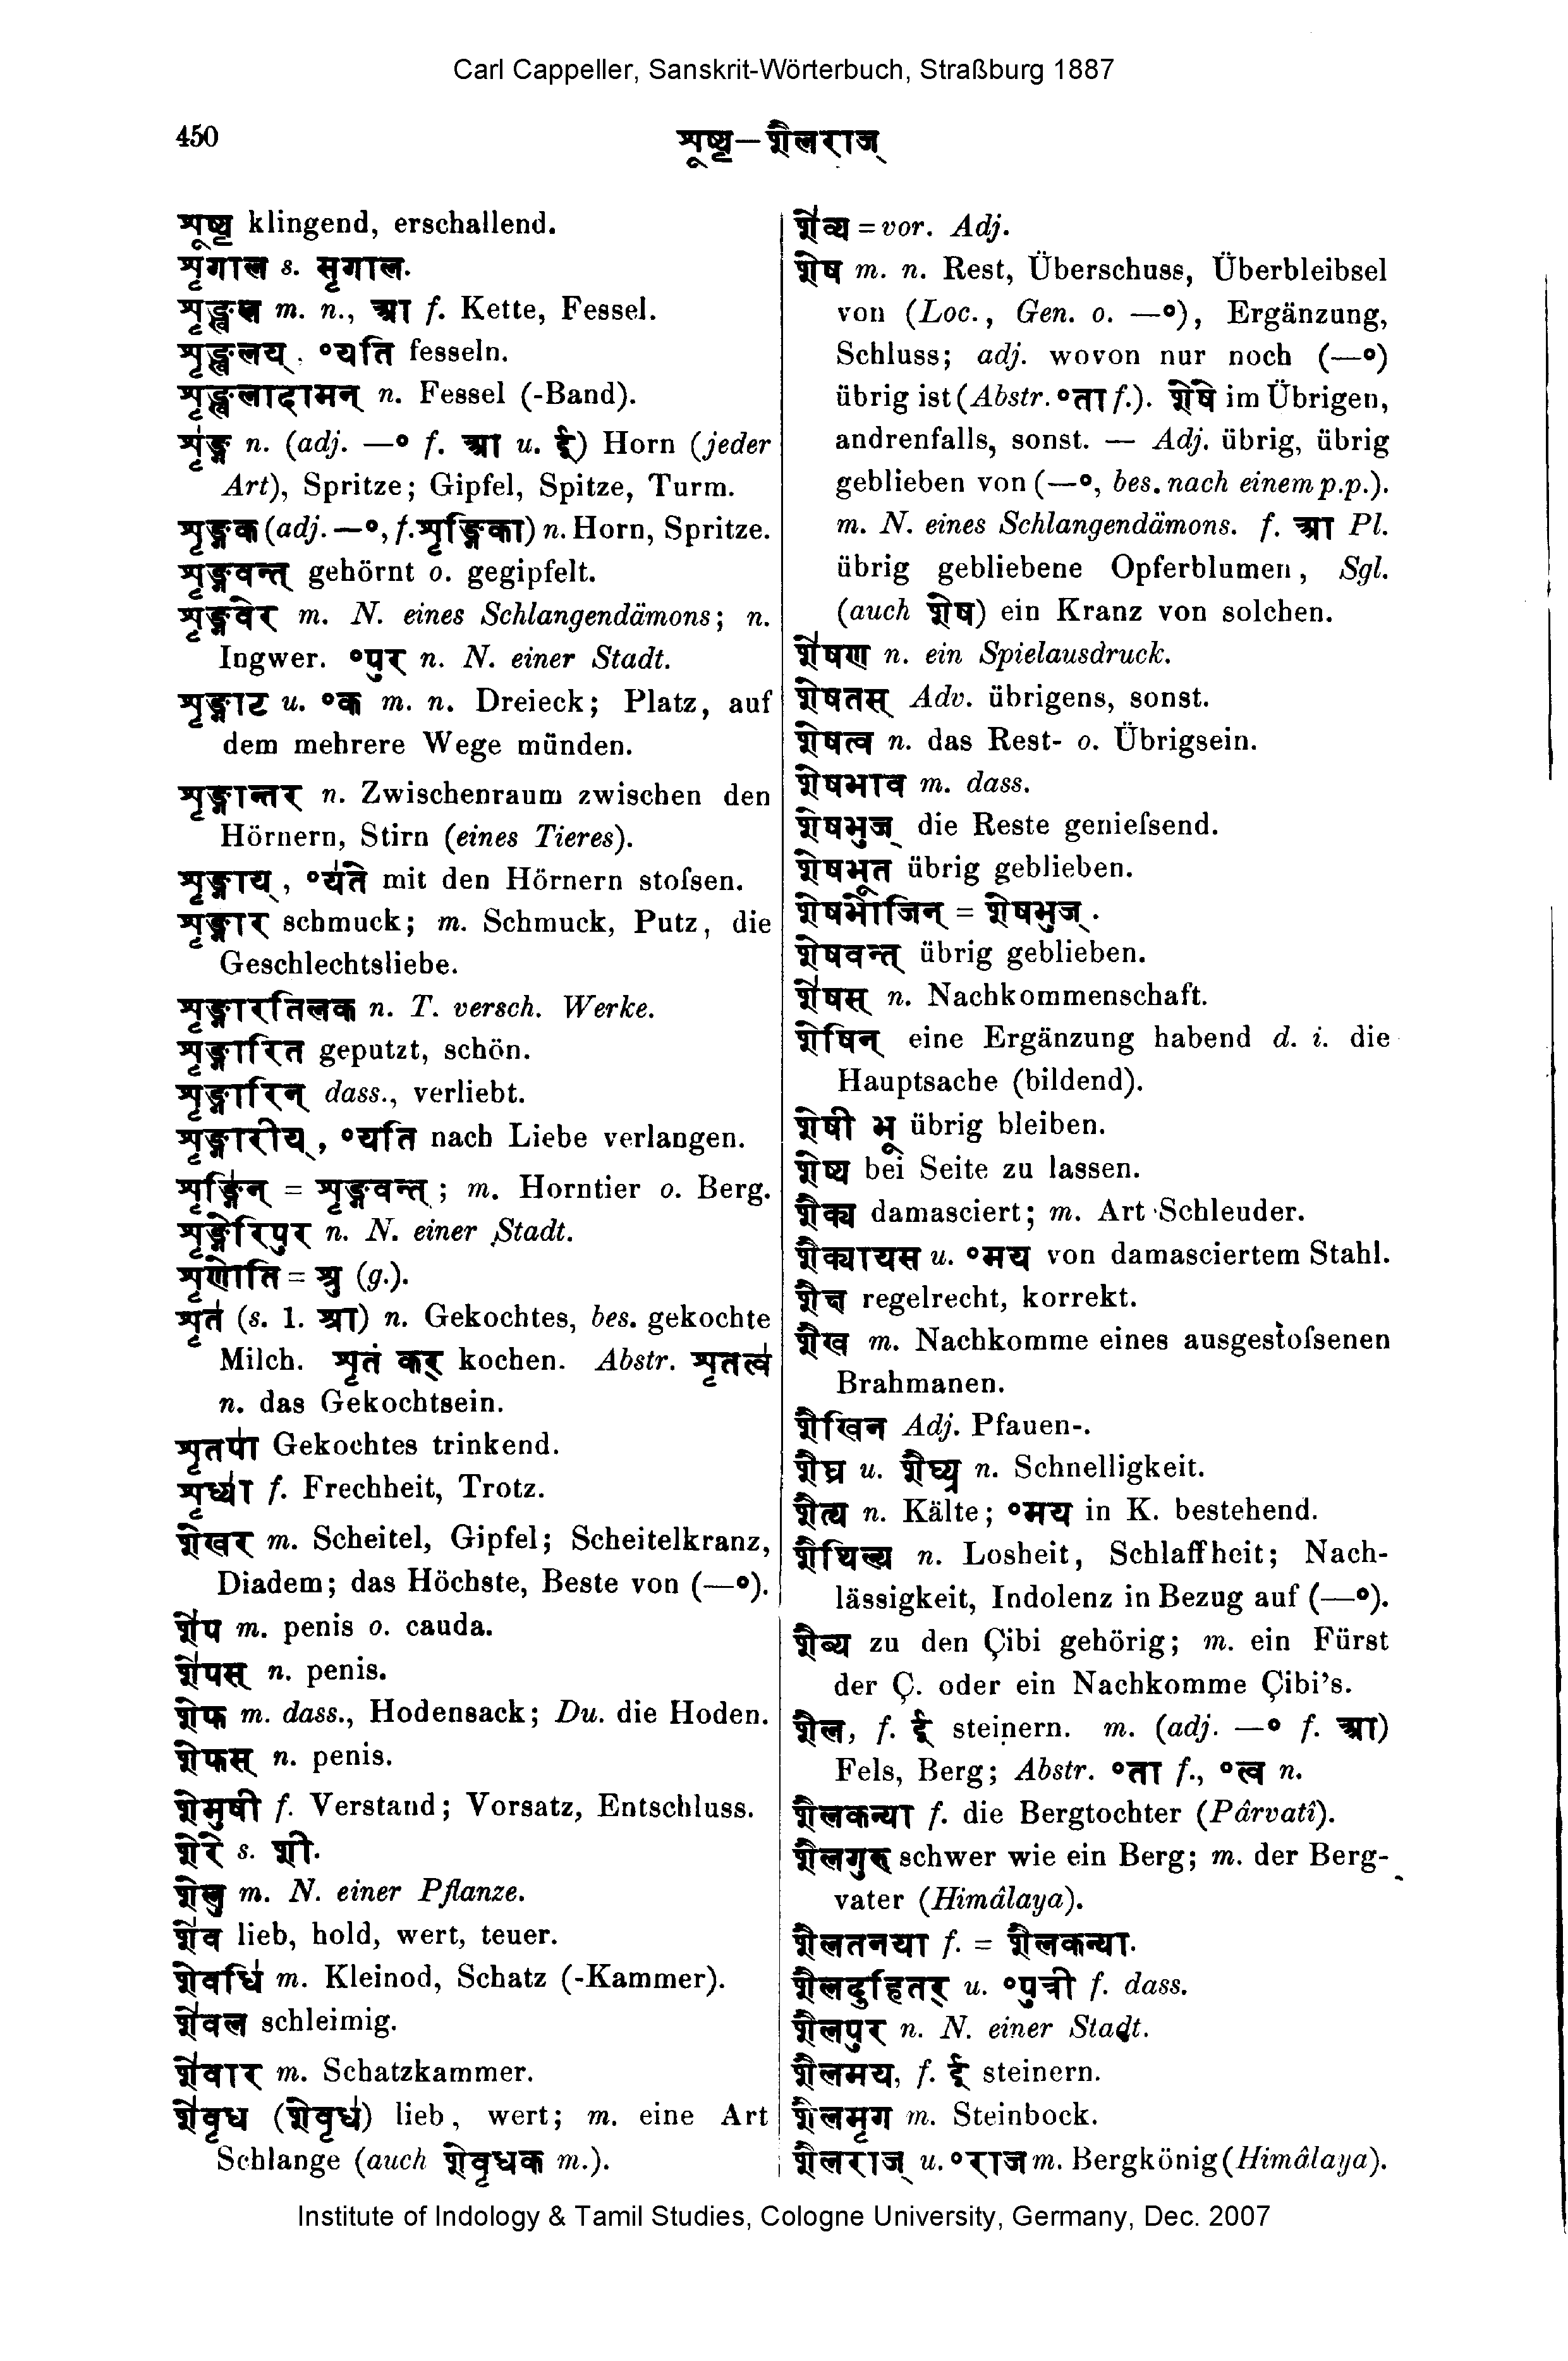 Carl Cappeller, Sanskrit-Wörterbuch, Straßburg 1887
450
शूष्य—शैलराज्
klingend, erschallend.
शृगाल s. सृगाल.
शृङ्खल m. n., आ f. Kette, Fessel.
शृङ्खलय्, °यति fesseln.
शृङ्खलादामन् n. Fessel (-Band).
शृङ्ग n. (adj. —° f. आ u. ई) Horn (jeder
Art), Spritze; Gipfel, Spitze, Turm.
शृङ्गक (adj. —°, f. शृङ्गिका) n. Horn, Spritze.
शृङ्गवन्त् gehörnt o. gegipfelt.
शृङ्गवेर m. N. eines Schlangendämons; n.
Ingwer. °पुर n. N. einer Stadt.
शृङ्गाट u. °क m. n. Dreieck; Platz, auf
dem mehrere Wege münden.
शृङ्गान्तर n. Zwischenraum zwischen den
Hörnern, Stirn (eines Tieres).
शृङ्गाय्, °यते mit den Hörnern stoſsen.
शृङ्गार schmuck; m. Schmuck, Putz, die
Geschlechtsliebe.
शृङ्गारतिलक n. T. versch. Werke.
शृङ्गारित geputzt, schön.
शृङ्गारिन् dass., verliebt.
शृङ्गारीय्, °यति nach Liebe verlangen.
शृङ्गिन् = शृङ्गवन्त्; m. Horntier o. Berg.
शृङ्गेरिपुर n. N. einer Stadt.
शृणोति = श्रु (g.).
शृत (s. 1. श्रा) n. Gekochtes, bes. gekochte
Milch. शृतं कर् kochen. Abstr. शृतत्व
n. das Gekochtsein.
शृतपा Gekochtes trinkend.
शृध्या f. Frechheit, Trotz.
शेखर m. Scheitel, Gipfel; Scheitelkranz,
Diadem; das Höchste, Beste von (—°).
शेप m. penis o. cauda.
शेपस् n. penis.
शेफ m. dass., Hodensack; Du. die Hoden.
शेफस् n. penis.
शेमुषी f. Verstand; Vorsatz, Entschluss.
शेरे s. शी.
शेलु m. N. einer Pflanze.
शेव lieb, hold, wert, teuer.
शेवधि m. Kleinod, Schatz (-Kammer).
शेवल schleimig.
शेवार m. Schatzkammer.
शेवृध (शेवृध) lieb, wert; m. eine Art
Schlange (auch शेवृधक m.).
शेव्य = vor. Adj.
शेष m. n. Rest, Überschuss, Überbleibsel
von (Loc., Gen. o. —°), Ergänzung,
Schluss; adj. wovon nur noch (—°)
übrig ist (Abstr. °ता f.). शेषे im Übrigen,
andrenfalls, sonst. — Adj. übrig, übrig
geblieben von (—°, bes. nach einem p.p.).
m. N. eines Schlangendämons. f. आ Pl.
übrig gebliebene Opferblumen, Sgl.
(auch शेष) ein Kranz von solchen.
शेषण n. ein Spielausdruck.
शेषतस् Adv. übrigens, sonst.
शेषत्व n. das Rest- o. Übrigsein.
शेषभाव m. dass.
शेषभुज् die Reste genieſsend.
शेषभूत übrig geblieben.
शेषभोजिन् = शेषभुज्.
शेषवन्त् übrig geblieben.
शेषस् n. Nachkommenschaft.
शेषिन् eine Ergänzung habend d. i. die
Hauptsache (bildend).
शेषी भू übrig bleiben.
शेष्य bei Seite zu lassen.
शैक्य damasciert; m. Art Schleuder.
शैक्यायस u. °मय von damasciertem Stahl.
शैक्ष regelrecht, korrekt.
शैख m. Nachkomme eines ausgestoſsenen
Brahmanen.
शैखिन Adj. Pfauen-.
शैघ्र u. शैघ्र्य n. Schnelligkeit.
शैत्य n. Kälte; °मय in K. bestehend.
शैथिल्य n. Losheit, Schlaffheit; Nach-
lässigkeit, Indolenz in Bezug auf (—°).
शैब्य zu den Çibi gehörig; m. ein Fürst
der Ç. oder ein Nachkomme Çibi's.
शैल, f. ई steinern. m. (adj. —° f. आ)
Fels, Berg; Abstr. °ता f., °त्व n.
शैलकन्या f. die Bergtochter (Pârvatî).
शैलगुरु schwer wie ein Berg; m. der Berg-
vater (Himâlaya).
शैलतनया f. = शैलकन्या.
शैलदुहितर् u. °पुत्री f. dass.
शैलपुर n. N. einer Stadt.
शैलमय, f. ई steinern.
शैलमृग m. Steinbock.
शैलराज् u. °राज m. Bergkönig (Himâlaya).
Institute of Indology & Tamil Studies, Cologne University, Germany, Dec. 2007